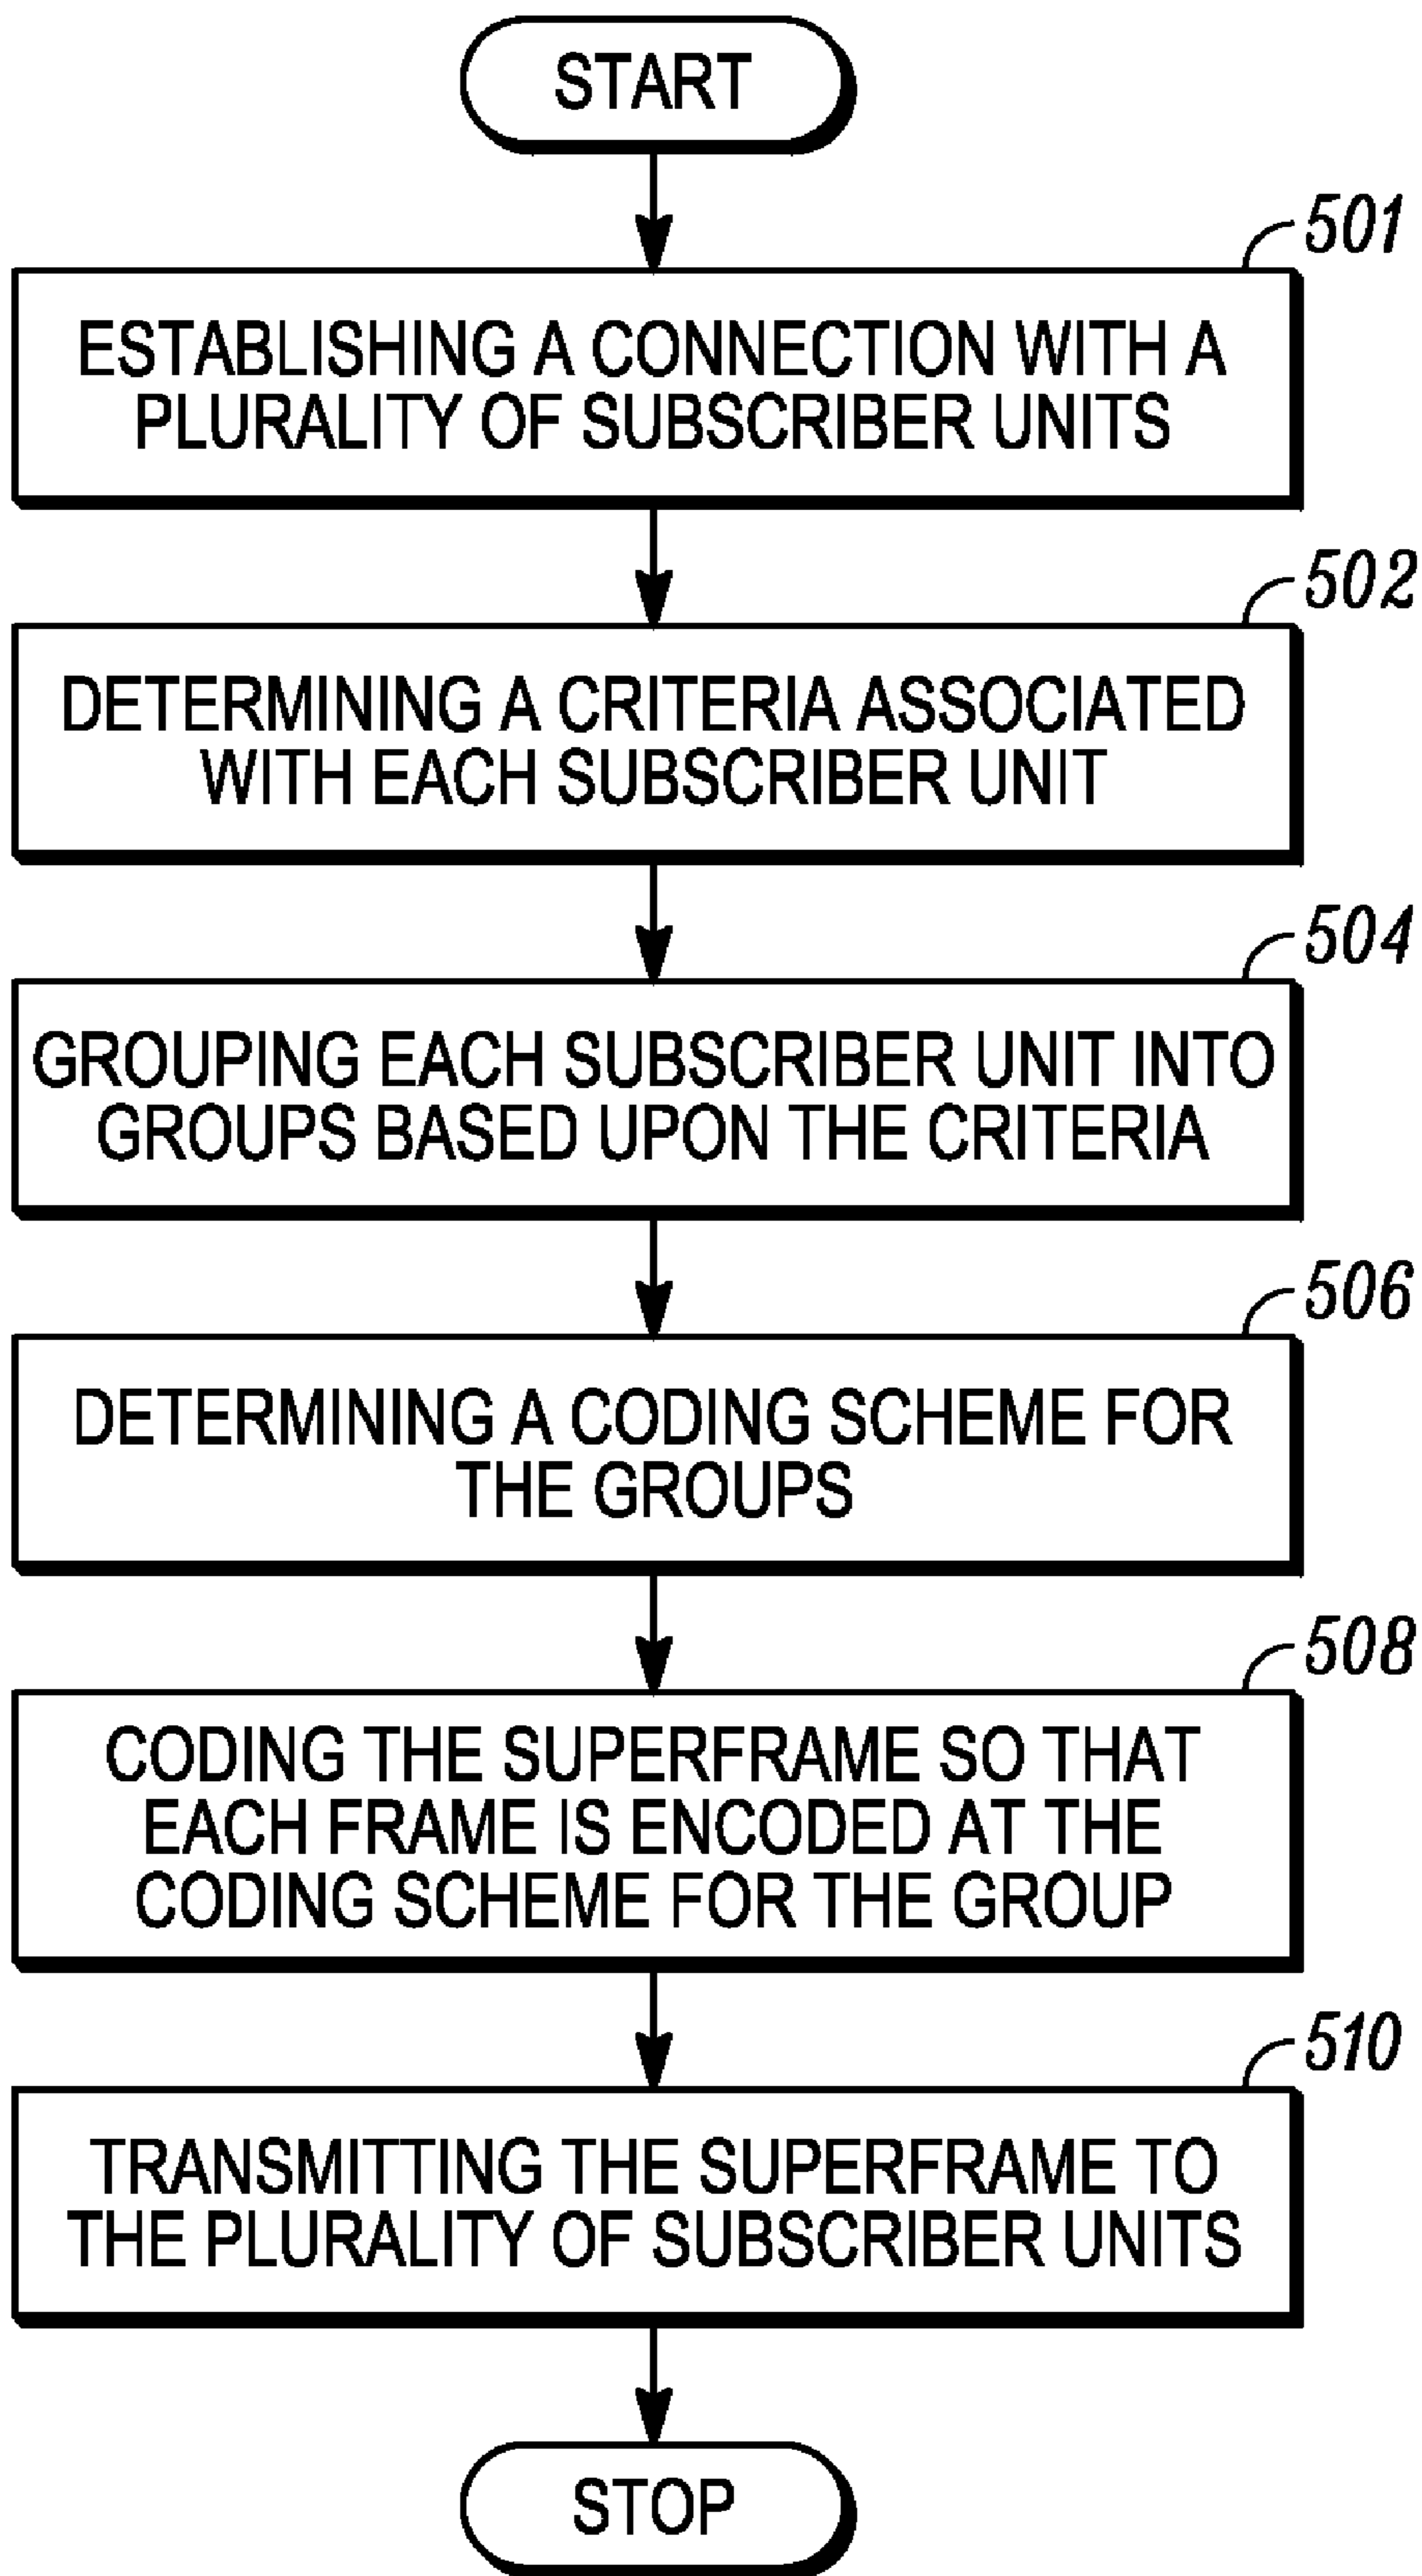 START
501
ESTABLISHING A CONNECTION WITH A
PLURALITY OF SUBSCRIBER UNITS
502
DETERMINING A CRITERIA ASSOCIATED
WITH EACH SUBSCRIBER UNIT
504
GROUPING EACH SUBSCRIBER UNIT INTO
GROUPS BASED UPON THE CRITERIA
506
DETERMINING A CODING SCHEME FOR
THE GROUPS
508
CODING THE SUPERFRAME SO THAT
EACH FRAME IS ENCODED AT THE
CODING SCHEME FOR THE GROUP
510
TRANSMITTING THE SUPERFRAME TO
THE PLURALITY OF SUBSCRIBER UNITS
STOP